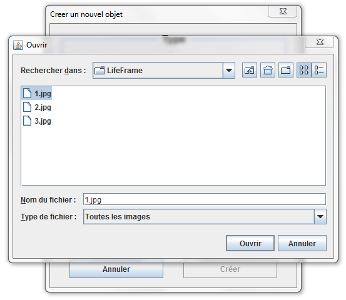 Creer un nouvel objet
Type
Ouvrir
Rechercher dans : LifeFrame
1.jpg
2.jpg
3.jpg
Nom du fichier : 1.jpg
Type de fichier : Toutes les images
Ouvrir Annuler
Annuler Créer